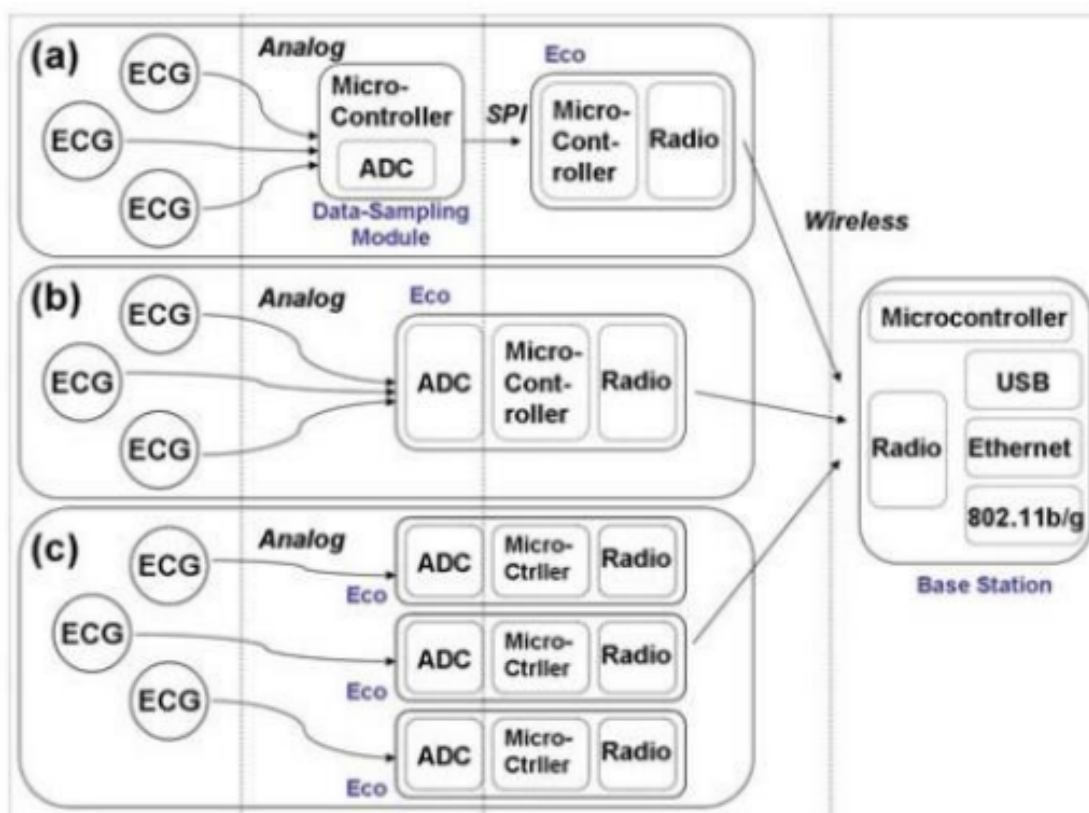 (a)
ECG
ECG
ECG
Analog
Micro-
Controller
ADC
Data-Sampling
Module
SPI
Eco
Micro-
Cont-
roller
Radio
Wireless
(b)
ECG
ECG
ECG
Analog
Eco
ADC
Micro-
Cont-
roller
Radio
(c)
ECG
ECG
ECG
Analog
ADC
Micro-
Ctrller
Radio
Eco
ADC
Micro-
Ctrller
Radio
Eco
ADC
Micro-
Ctrller
Radio
Eco
Microcontroller
Radio
USB
Ethernet
802.11b/g
Base Station